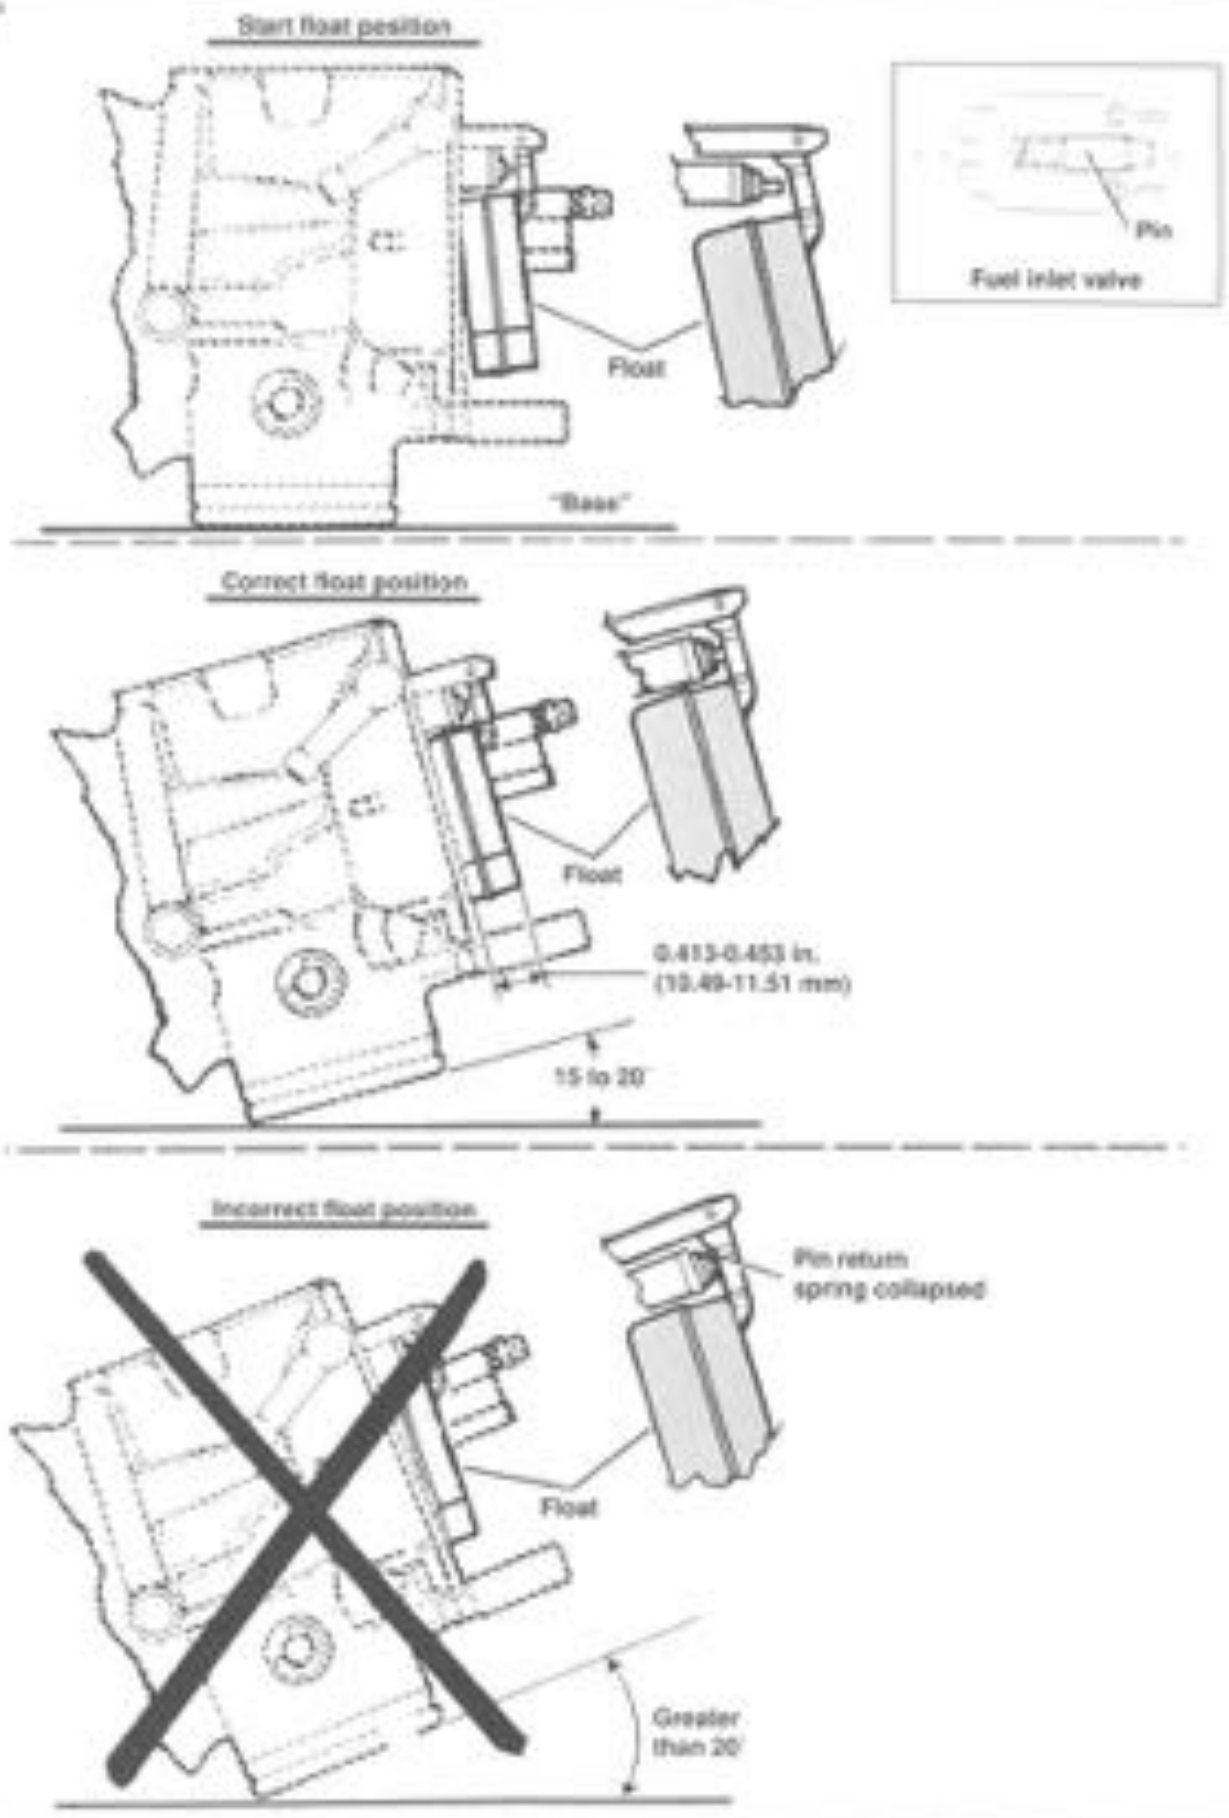 Start float position
Pin
Fuel inlet valve
Float
"Base"
Correct float position
Float
0.413-0.453 in.
(10.49-11.51 mm)
15 to 20°
Incorrect float position
Pin return
spring collapsed
Float
Greater
than 20°